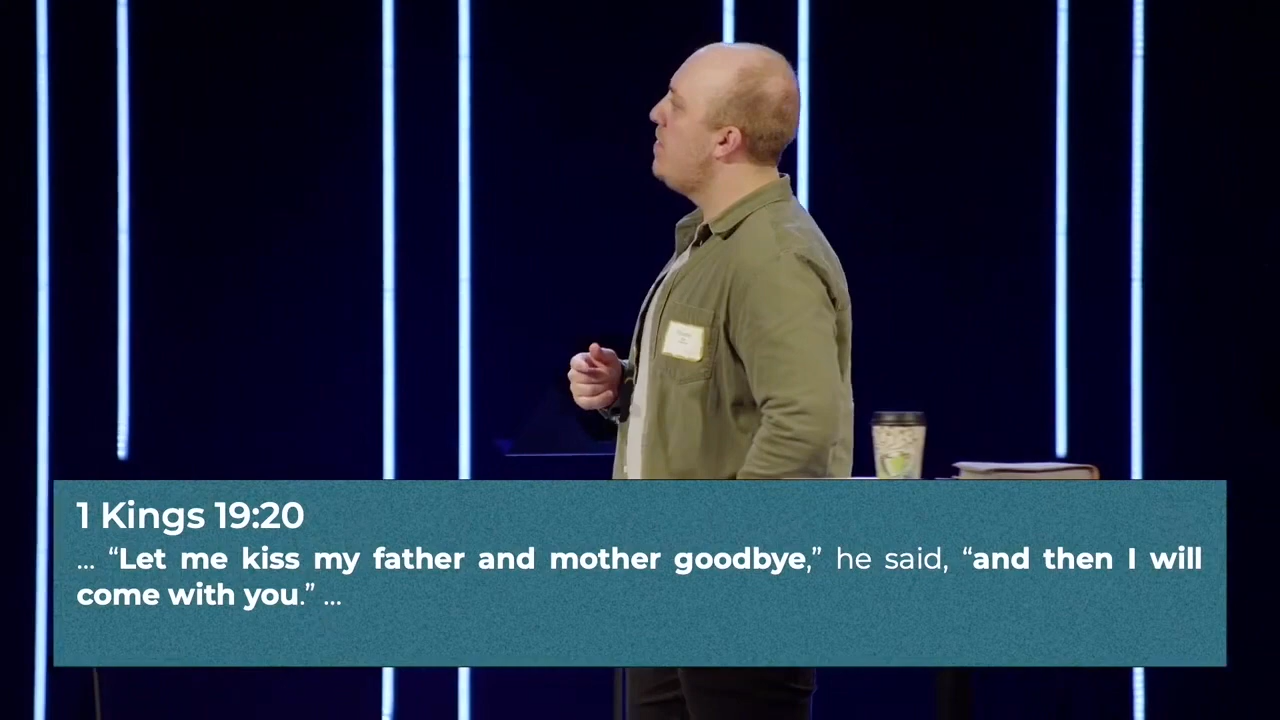 1 Kings 19:20
... “Let me kiss my father and mother goodbye,” he said, “and then I will
come with you.” ...